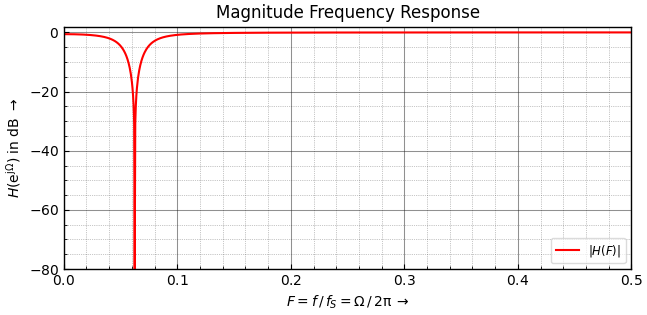 Magnitude Frequency Response
H(e^jΩ) in dB →
0
−20
−40
−60
−80
|H(F)|
0.0 0.1 0.2 0.3 0.4 0.5
F = f / f_S = Ω / 2π →